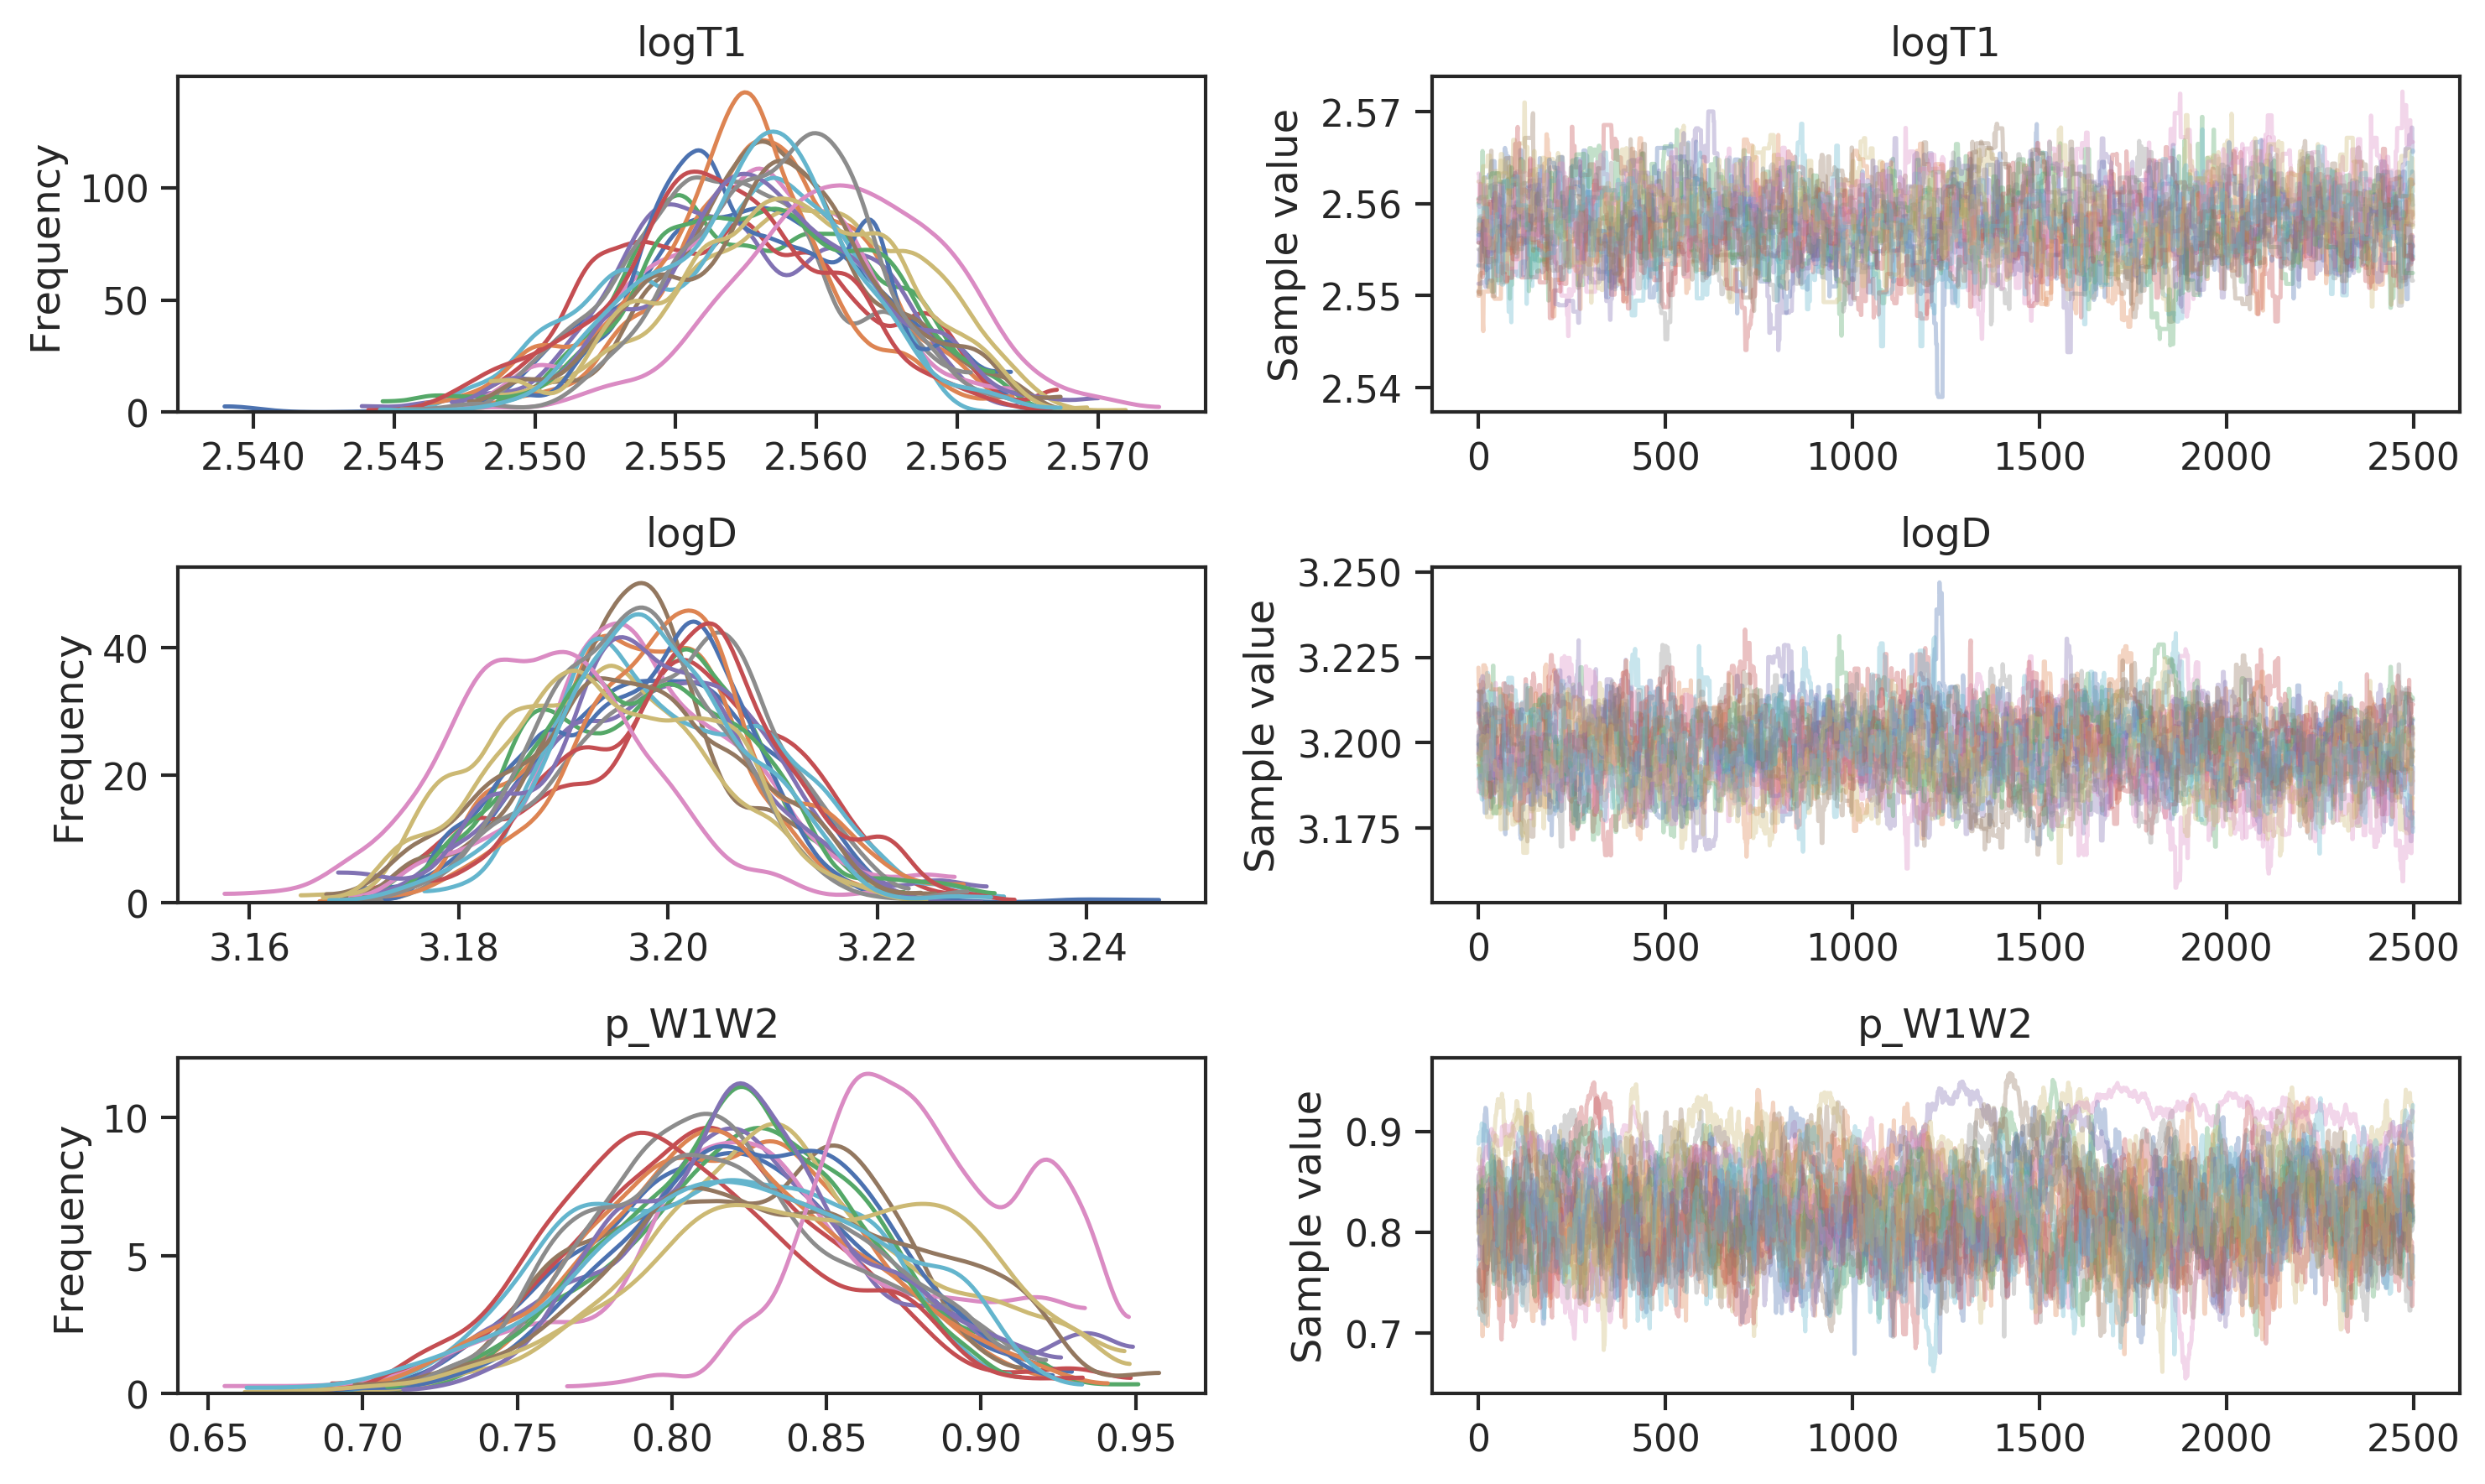 logT1
Frequency
100
50
0
2.540 2.545 2.550 2.555 2.560 2.565 2.570
logT1
Sample value
2.57
2.56
2.55
2.54
0 500 1000 1500 2000 2500
logD
Frequency
40
20
0
3.16 3.18 3.20 3.22 3.24
logD
Sample value
3.250
3.225
3.200
3.175
0 500 1000 1500 2000 2500
p_W1W2
Frequency
10
5
0
0.65 0.70 0.75 0.80 0.85 0.90 0.95
p_W1W2
Sample value
0.9
0.8
0.7
0 500 1000 1500 2000 2500